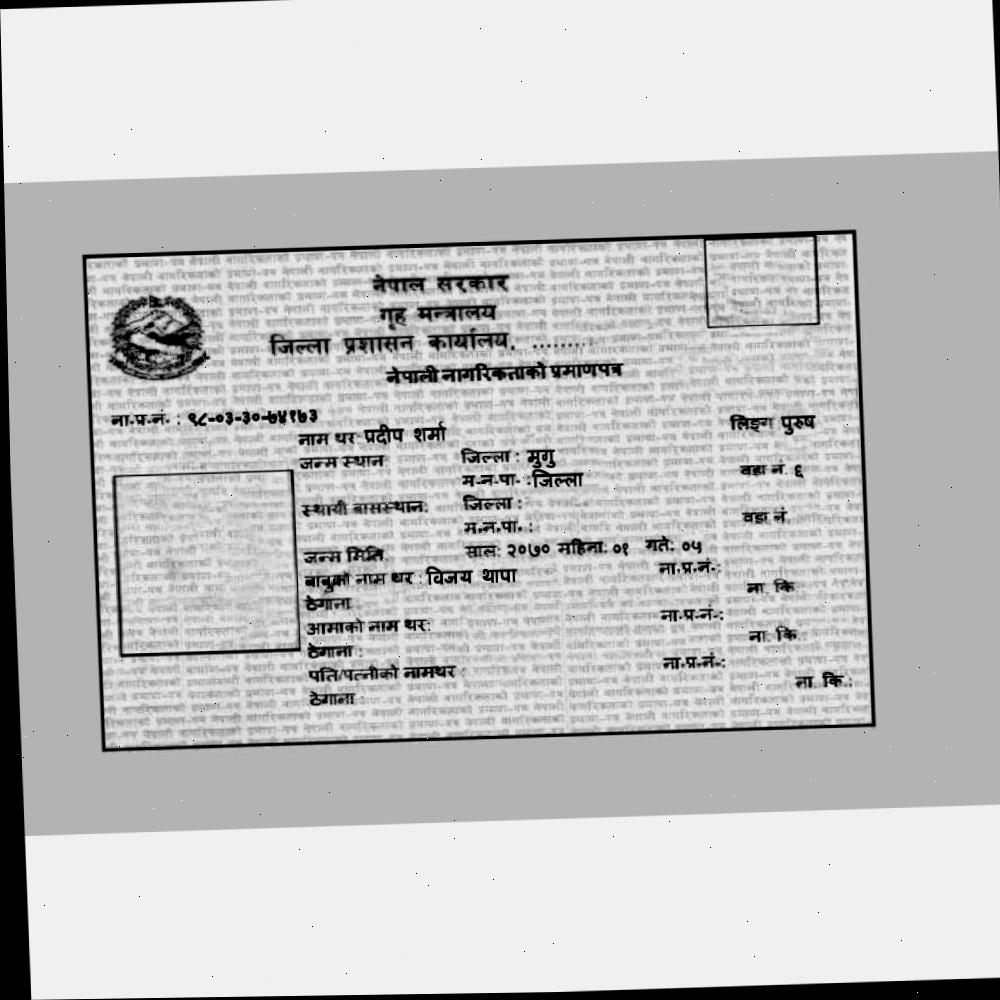 नेपाल सरकार
गृह मन्त्रालय
जिल्ला प्रशासन कार्यालय, .........
नेपाली नागरिकताको प्रमाणपत्र
ना.प्र.नं. : ९८-०३-३०-७४१७३
लिङ्ग पुरुष
नाम थर प्रदीप शर्मा
जन्म स्थान जिल्ला : मुगु
वडा नं. ६
म.न.पा. :जिल्ला
स्थायी बासस्थान: जिल्ला :
वडा नं.
म.न.पा. :
जन्म मिति साल: २०७० महिना: ०१ गते: ०५
ना.प्र.नं.:
बाबुको नाम थर : विजय थापा
ना. कि
ठेगाना
ना.प्र.नं.:
आमाको नाम थर:
ना. कि.
ठेगाना :
ना.प्र.नं.:
पति/पत्नीको नामथर :
ना. कि.:
ठेगाना